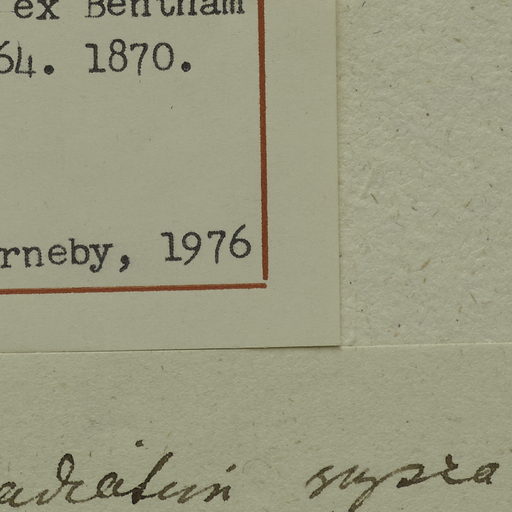 ex Bentham
64. 1870.
rneby, 1976
supra